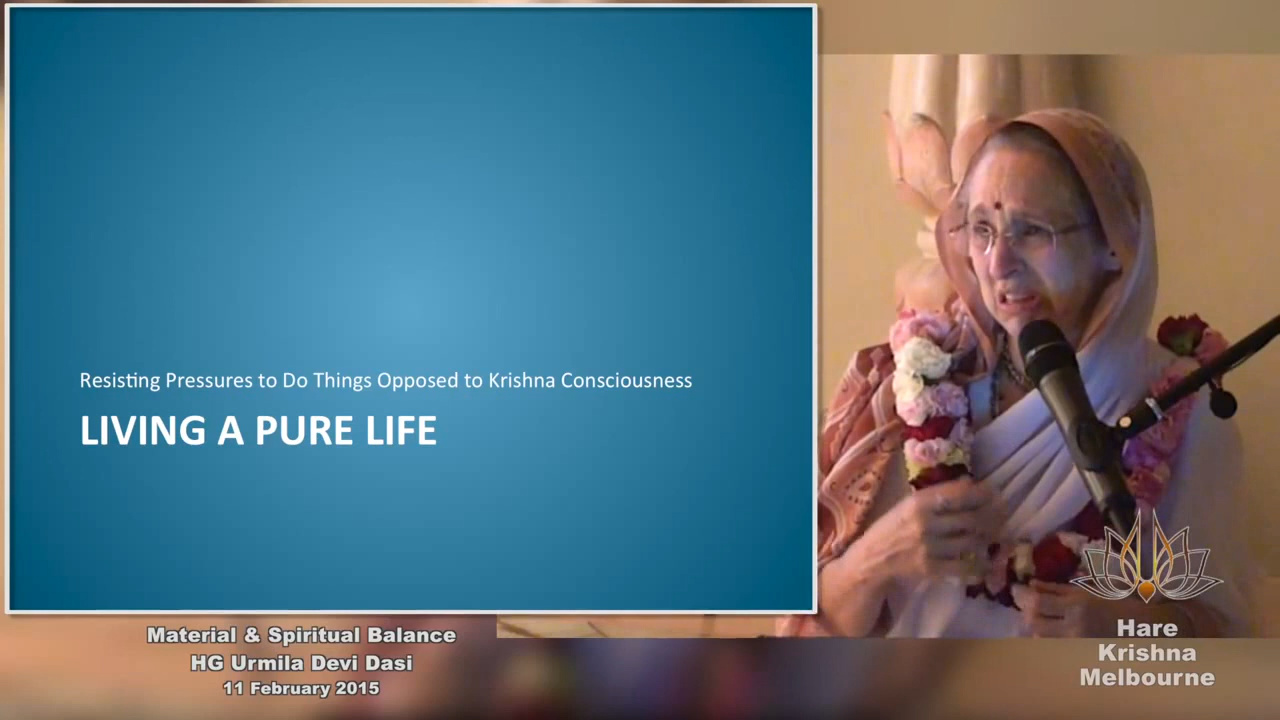 Resisting Pressures to Do Things Opposed to Krishna Consciousness
LIVING A PURE LIFE
Material & Spiritual Balance
HG Urmila Devi Dasi
11 February 2015
Hare
Krishna
Melbourne